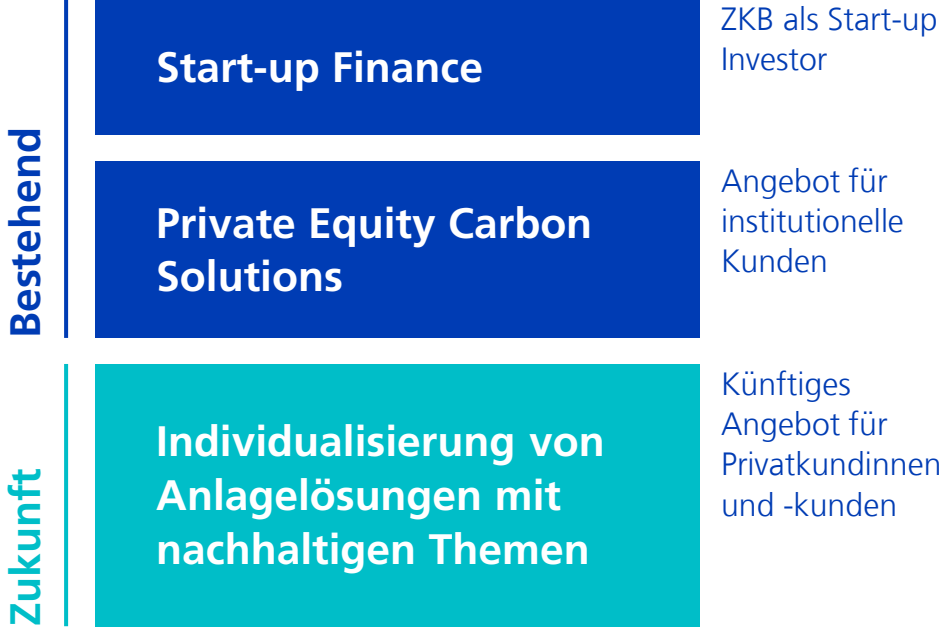 Bestehend
Start-up Finance
ZKB als Start-up
Investor
Private Equity Carbon
Solutions
Angebot für
institutionelle
Kunden
Zukunft
Individualisierung von
Anlagelösungen mit
nachhaltigen Themen
Künftiges
Angebot für
Privatkundinnen
und -kunden